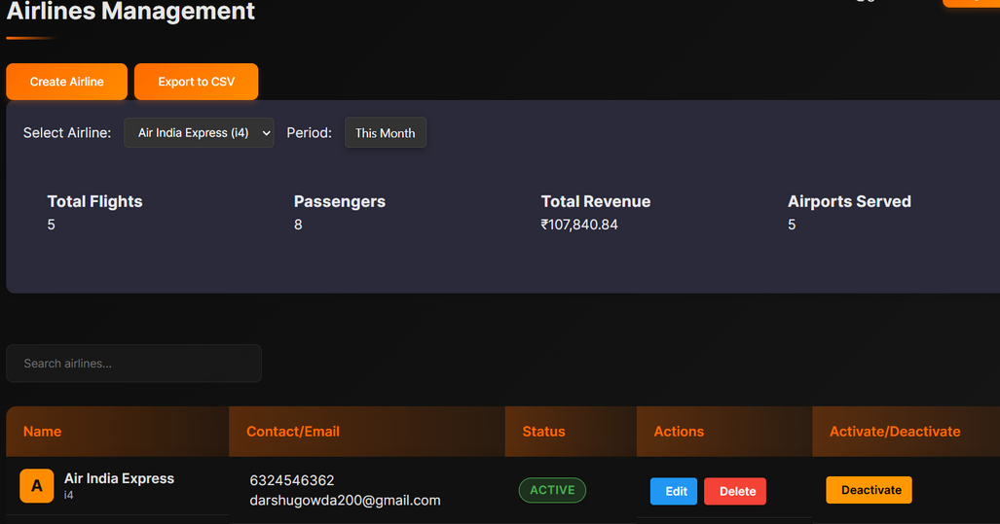 Airlines Management
Create Airline Export to CSV
Select Airline: Air India Express (i4) Period: This Month
Total Flights Passengers Total Revenue Airports Served
5 8 ₹107,840.84 5
Search airlines...
Name Contact/Email Status Actions Activate/Deactivate
A Air India Express
i4
6324546362
darshugowda200@gmail.com
ACTIVE Edit Delete Deactivate